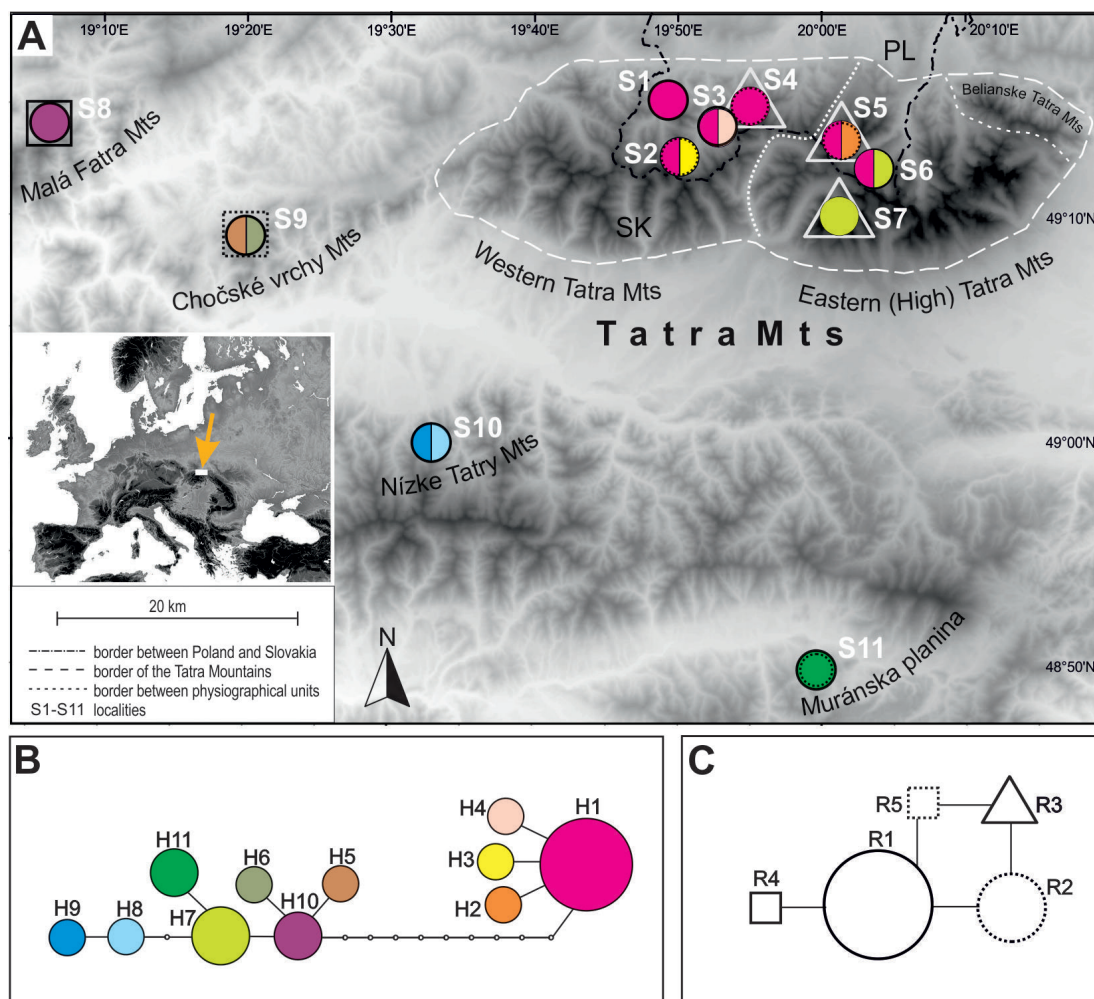 A
19°10'E
19°20'E
19°30'E
19°40'E
19°50'E
20°00'E
20°10'E
PL
S1
S3
S4
S5
Belianske Tatra Mts
S8
S2
S6
Malá Fatra Mts
S9
SK
S7
49°10'N
Chočské vrchy Mts
Western Tatra Mts
Eastern (High) Tatra Mts
Tatra Mts
S10
49°00'N
Nízke Tatry Mts
20 km
N
border between Poland and Slovakia
border of the Tatra Mountains
border between physiographical units
S1-S11 localities
S11
48°50'N
Muránska planina
B
H4
H1
H11
H6
H5
H3
H9
H8
H7
H10
H2
C
R5
R3
R1
R4
R2